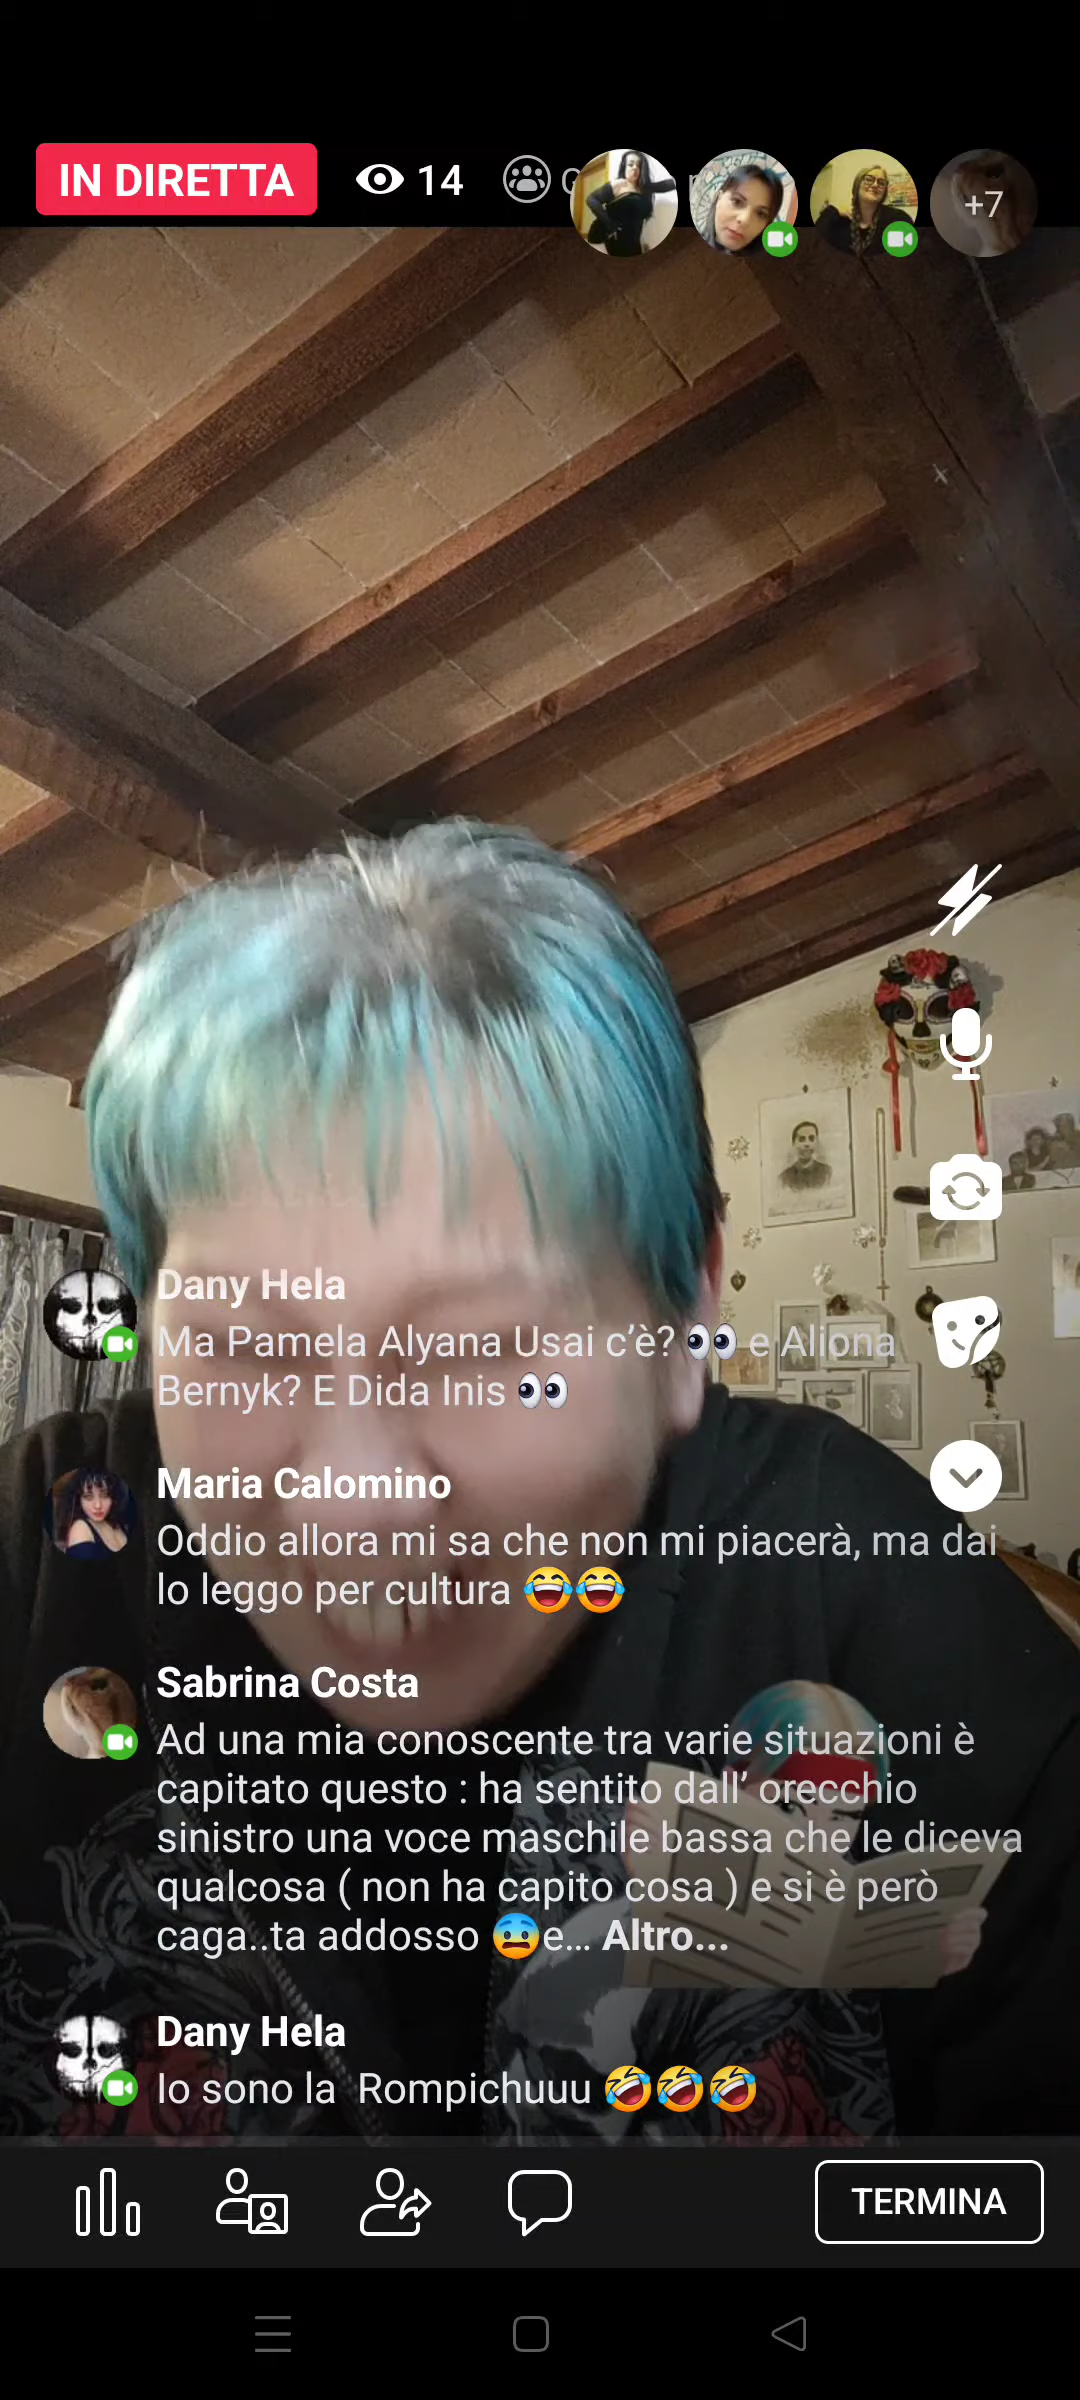 IN DIRETTA
14
+7
Dany Hela
Ma Pamela Alyana Usai c’è? 👀 e Aliona
Bernyk? E Dida Inis 👀
Maria Calomino
Oddio allora mi sa che non mi piacerà, ma dai
lo leggo per cultura 😂😂
Sabrina Costa
Ad una mia conoscente tra varie situazioni è
capitato questo : ha sentito dall’ orecchio
sinistro una voce maschile bassa che le diceva
qualcosa ( non ha capito cosa ) e si è però
caga..ta addosso 😨e... Altro...
Dany Hela
Io sono la  Rompichuuu 🤣🤣🤣
TERMINA